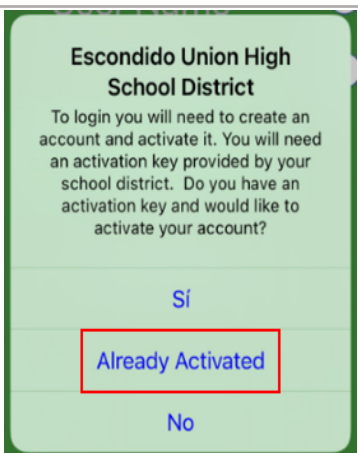 Escondido Union High
School District
To login you will need to create an
account and activate it. You will need
an activation key provided by your
school district. Do you have an
activation key and would like to
activate your account?
Sí
Already Activated
No